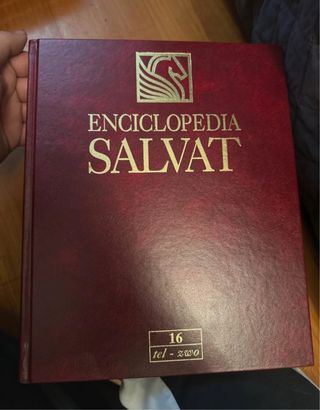 ENCICLOPEDIA
SALVAT
16
tel - zwo